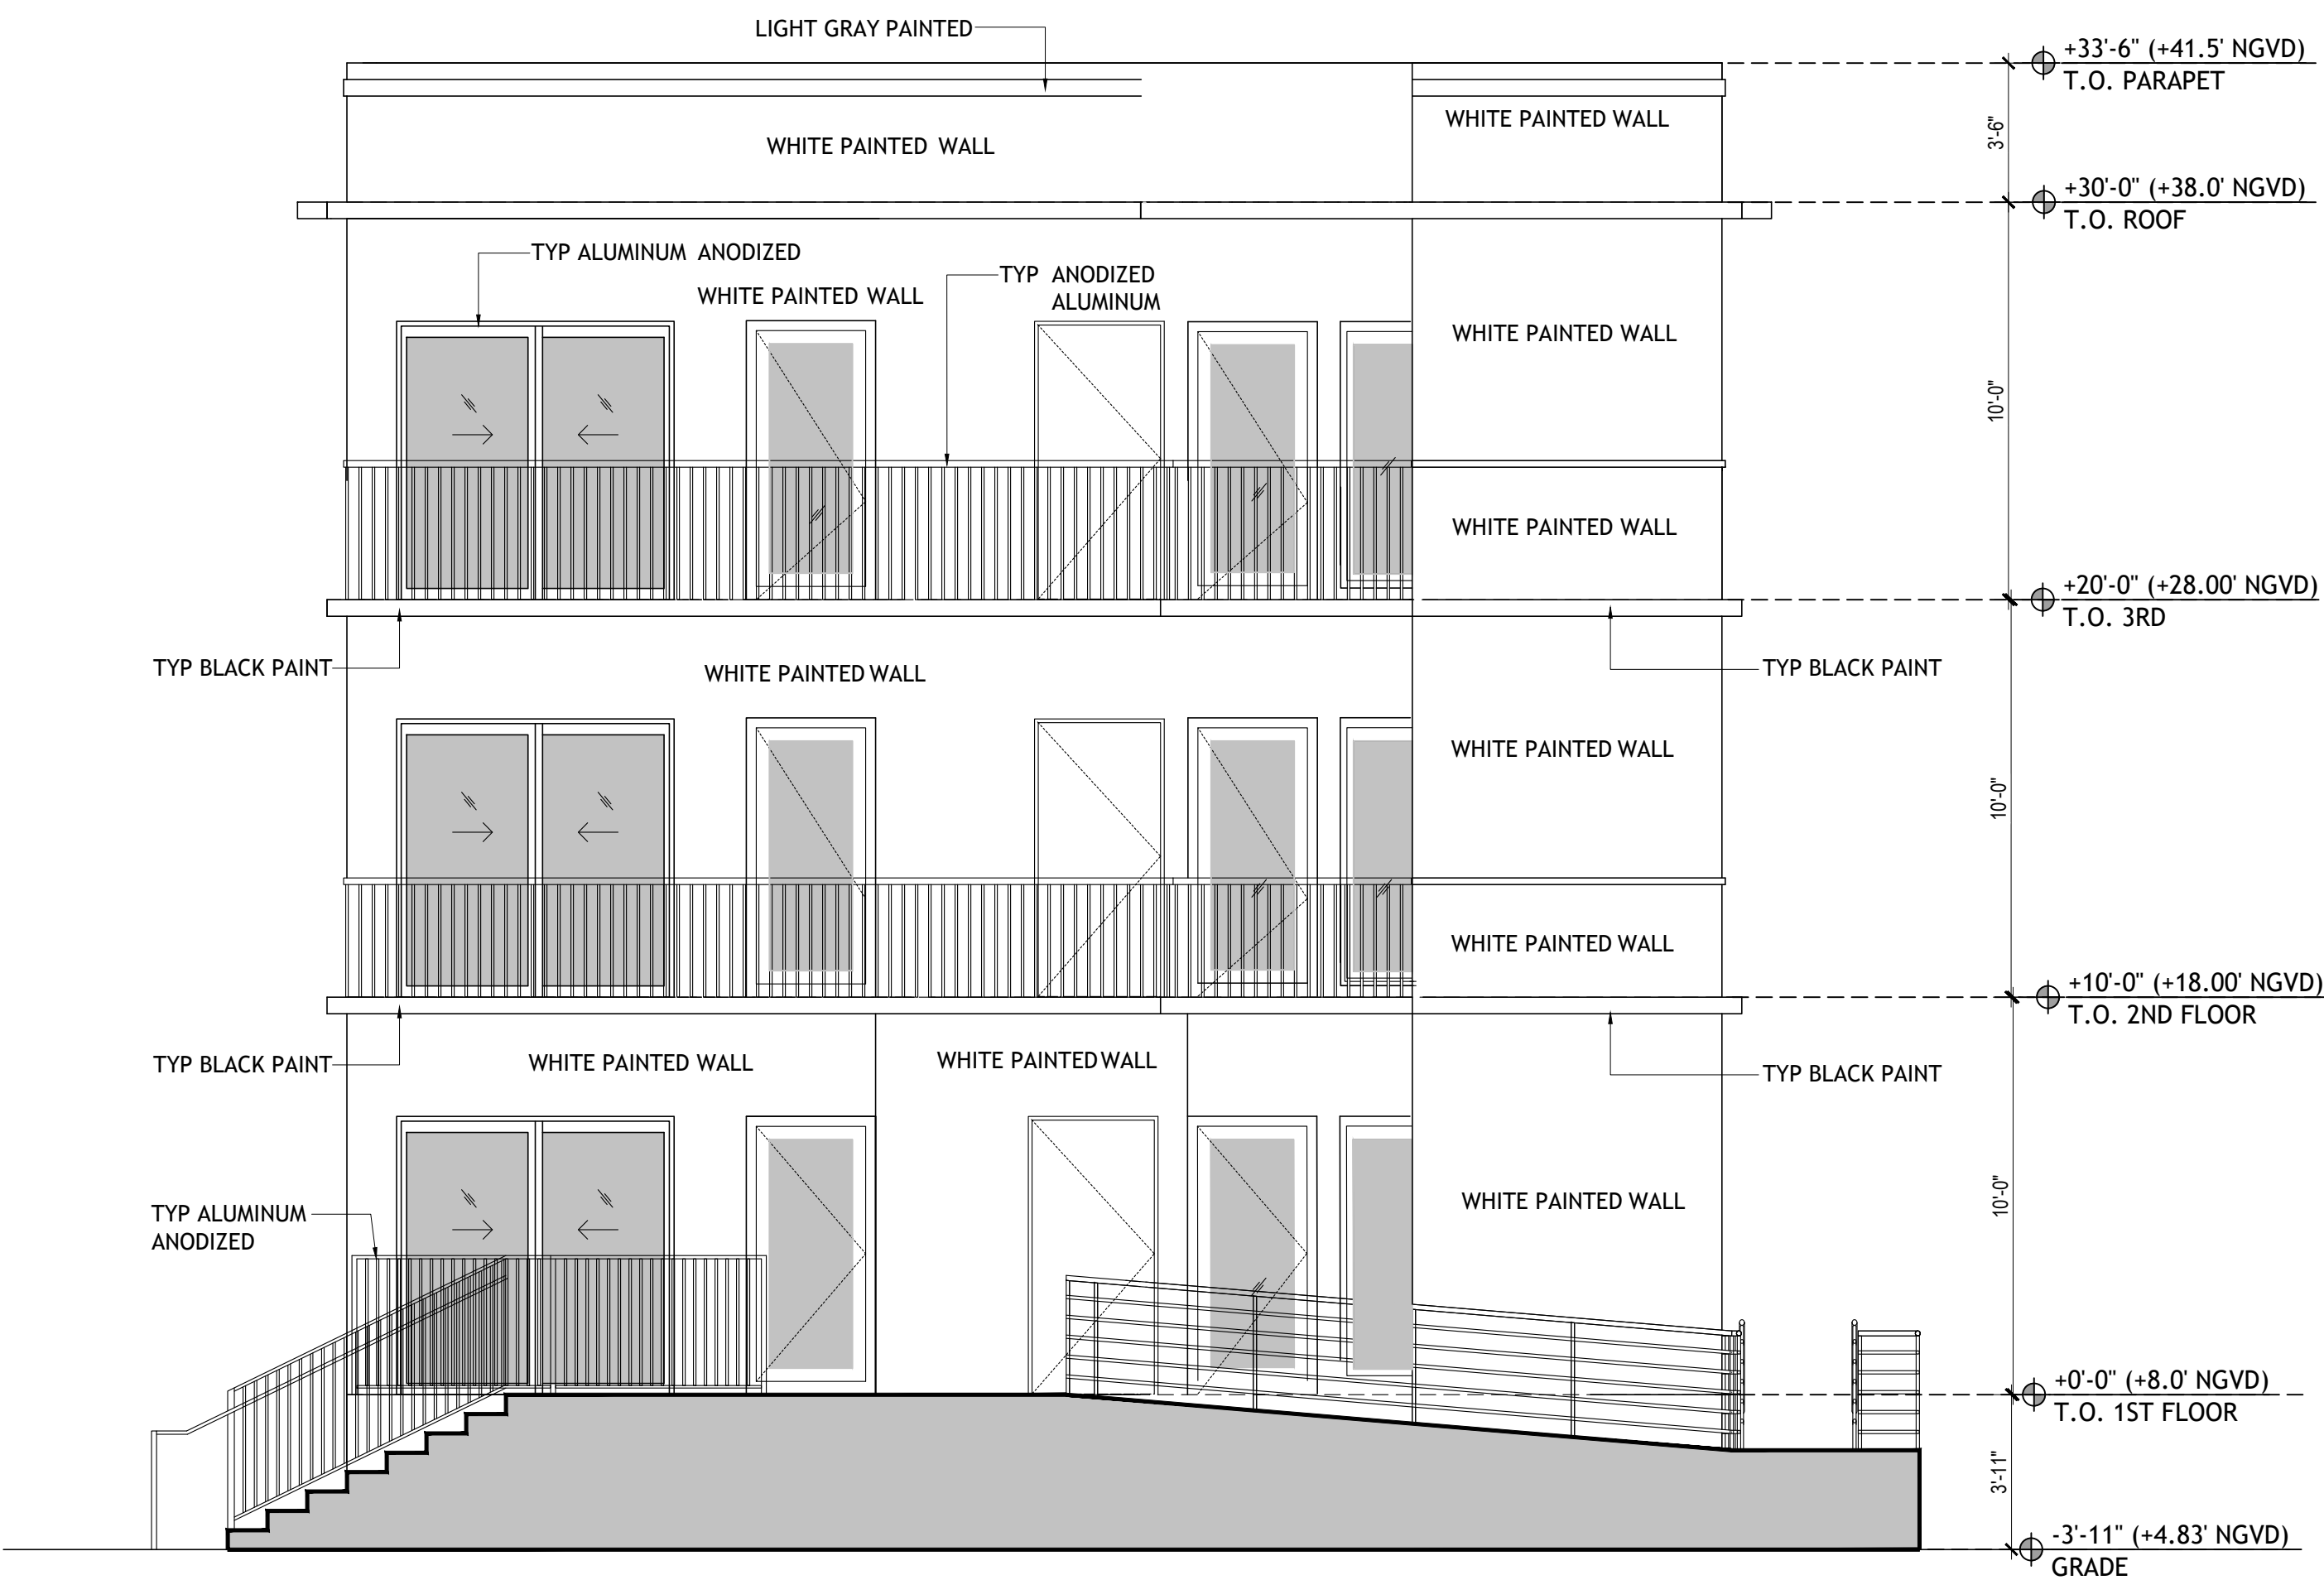 LIGHT GRAY PAINTED
+33'-6" (+41.5' NGVD)
T.O. PARAPET
WHITE PAINTED WALL
WHITE PAINTED WALL
3'-6"
+30'-0" (+38.0' NGVD)
T.O. ROOF
TYP ALUMINUM ANODIZED
TYP ANODIZED
ALUMINUM
WHITE PAINTED WALL
WHITE PAINTED WALL
10'-0"
WHITE PAINTED WALL
+20'-0" (+28.00' NGVD)
T.O. 3RD
TYP BLACK PAINT
WHITE PAINTED WALL
TYP BLACK PAINT
WHITE PAINTED WALL
10'-0"
WHITE PAINTED WALL
+10'-0" (+18.00' NGVD)
T.O. 2ND FLOOR
TYP BLACK PAINT
WHITE PAINTED WALL
WHITE PAINTED WALL
TYP BLACK PAINT
WHITE PAINTED WALL
10'-0"
TYP ALUMINUM
ANODIZED
+0'-0" (+8.0' NGVD)
T.O. 1ST FLOOR
3'-11"
-3'-11" (+4.83' NGVD)
GRADE